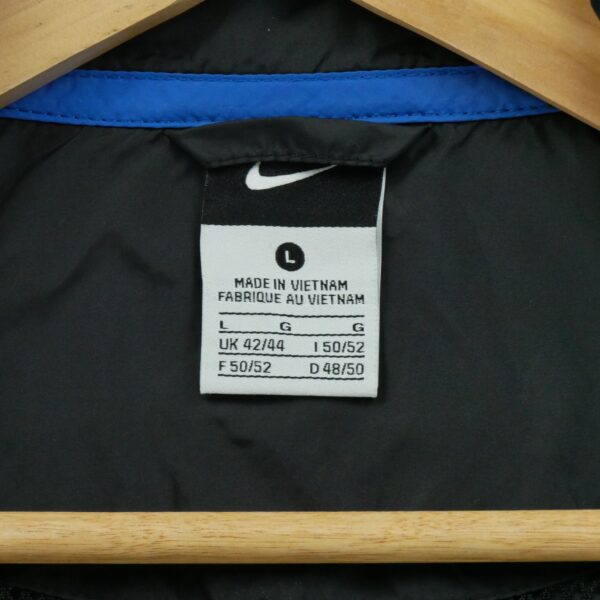 L
MADE IN VIETNAM
FABRIQUE AU VIETNAM
L G G
UK 42/44 I 50/52
F 50/52 D 48/50